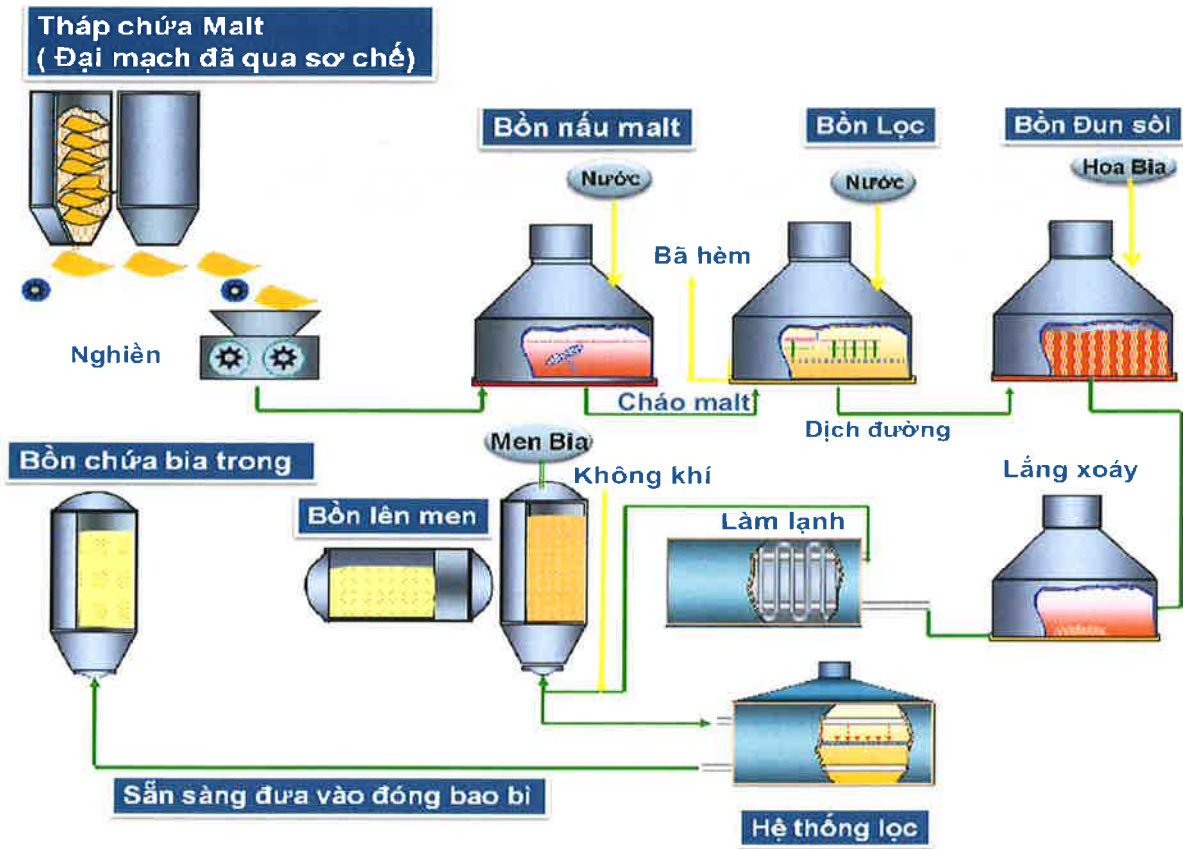 Tháp chứa Malt
( Đại mạch đã qua sơ chế)
Bồn nấu malt
Bồn Lọc
Bồn Đun sôi
Nước
Nước
Hoa Bia
Bã hèm
Nghiền
Cháo malt
Dịch đường
Men Bia
Bồn chứa bia trong
Không khí
Lắng xoáy
Bồn lên men
Làm lạnh
Sẵn sàng đưa vào đóng bao bì
Hệ thống lọc